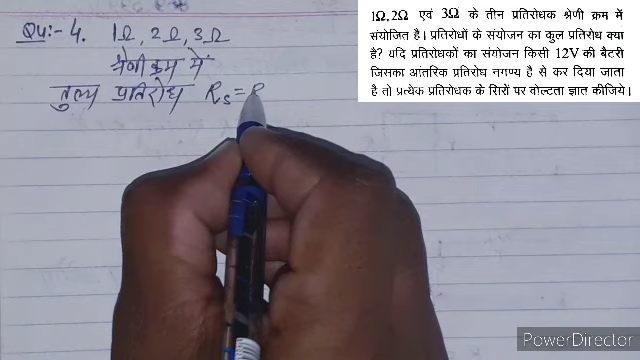 Qu:- 4. 1Ω, 2Ω, 3Ω
श्रेणी क्रम में
तुल्य प्रतिरोध Rs =
1Ω, 2Ω एवं 3Ω के तीन प्रतिरोधक श्रेणी क्रम में
संयोजित है। प्रतिरोधों के संयोजन का कुल प्रतिरोध क्या
है? यदि प्रतिरोधकों का संयोजन किसी 12V की बैटरी
जिसका आंतरिक प्रतिरोध नगण्य है से कर दिया जाता
है तो प्रत्येक प्रतिरोधक के सिरों पर वोल्टता ज्ञात कीजिये।
PowerDirector